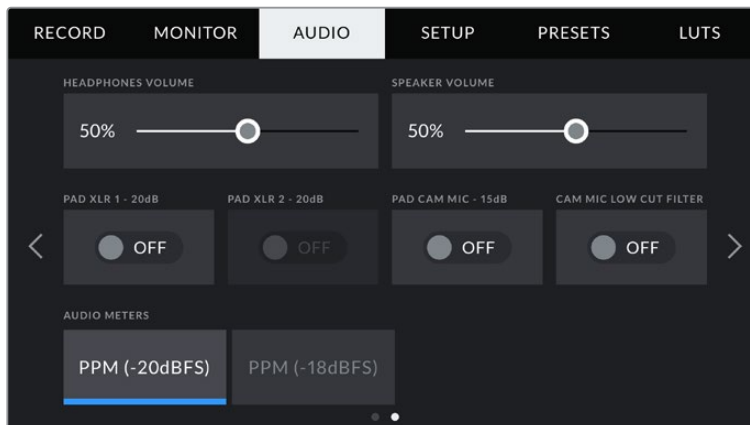 RECORD MONITOR AUDIO SETUP PRESETS LUTS
HEADPHONES VOLUME SPEAKER VOLUME
50% 50%
PAD XLR 1 - 20dB PAD XLR 2 - 20dB PAD CAM MIC - 15dB CAM MIC LOW CUT FILTER
OFF OFF OFF OFF
AUDIO METERS
PPM (-20dBFS) PPM (-18dBFS)